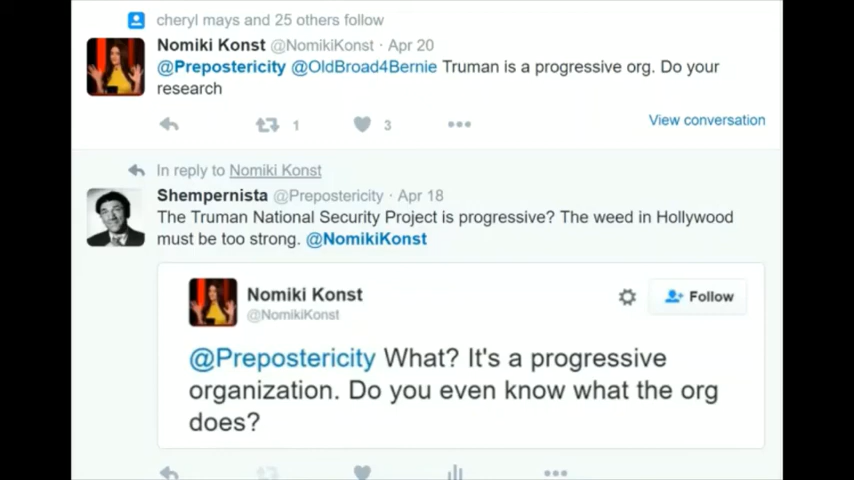 cheryl mays and 25 others follow
Nomiki Konst @NomikiKonst · Apr 20
@Prepostericity @OldBroad4Bernie Truman is a progressive org. Do your
research
1 3
View conversation
In reply to Nomiki Konst
Shempernista @Prepostericity · Apr 18
The Truman National Security Project is progressive? The weed in Hollywood
must be too strong. @NomikiKonst
Nomiki Konst
@NomikiKonst
Follow
@Prepostericity What? It's a progressive
organization. Do you even know what the org
does?